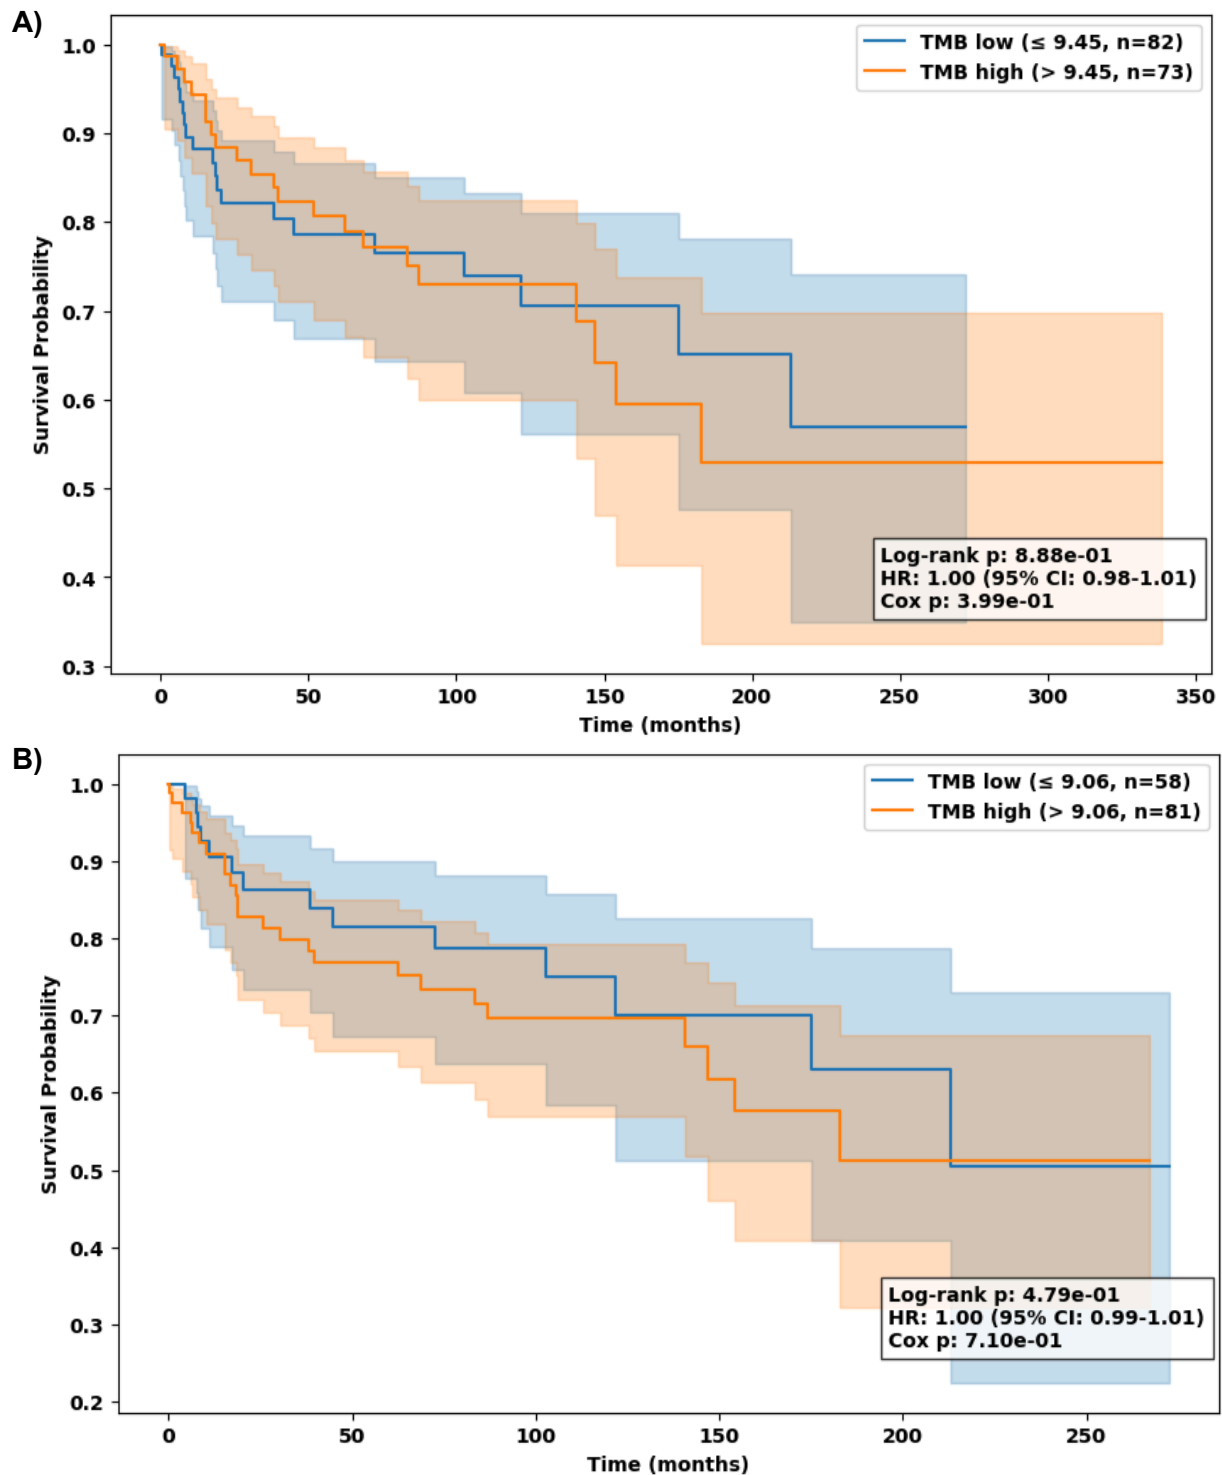 A)
TMB low (≤ 9.45, n=82)
TMB high (> 9.45, n=73)
1.0
0.9
0.8
0.7
0.6
0.5
0.4
0.3
Survival Probability
Log-rank p: 8.88e-01
HR: 1.00 (95% CI: 0.98-1.01)
Cox p: 3.99e-01
0 50 100 150 200 250 300 350
Time (months)
B)
TMB low (≤ 9.06, n=58)
TMB high (> 9.06, n=81)
1.0
0.9
0.8
0.7
0.6
0.5
0.4
0.3
0.2
Survival Probability
Log-rank p: 4.79e-01
HR: 1.00 (95% CI: 0.99-1.01)
Cox p: 7.10e-01
0 50 100 150 200 250
Time (months)